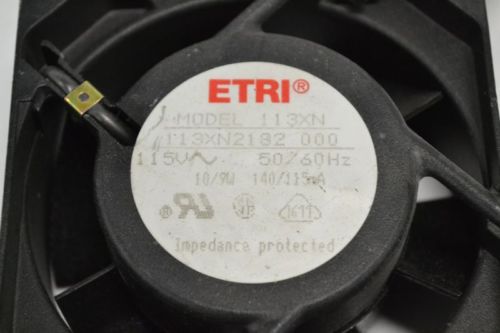 ETRI®
MODEL 113XN
113XN2182 000
115V~ 50/60Hz
10/9W 140/115mA
Impedance protected